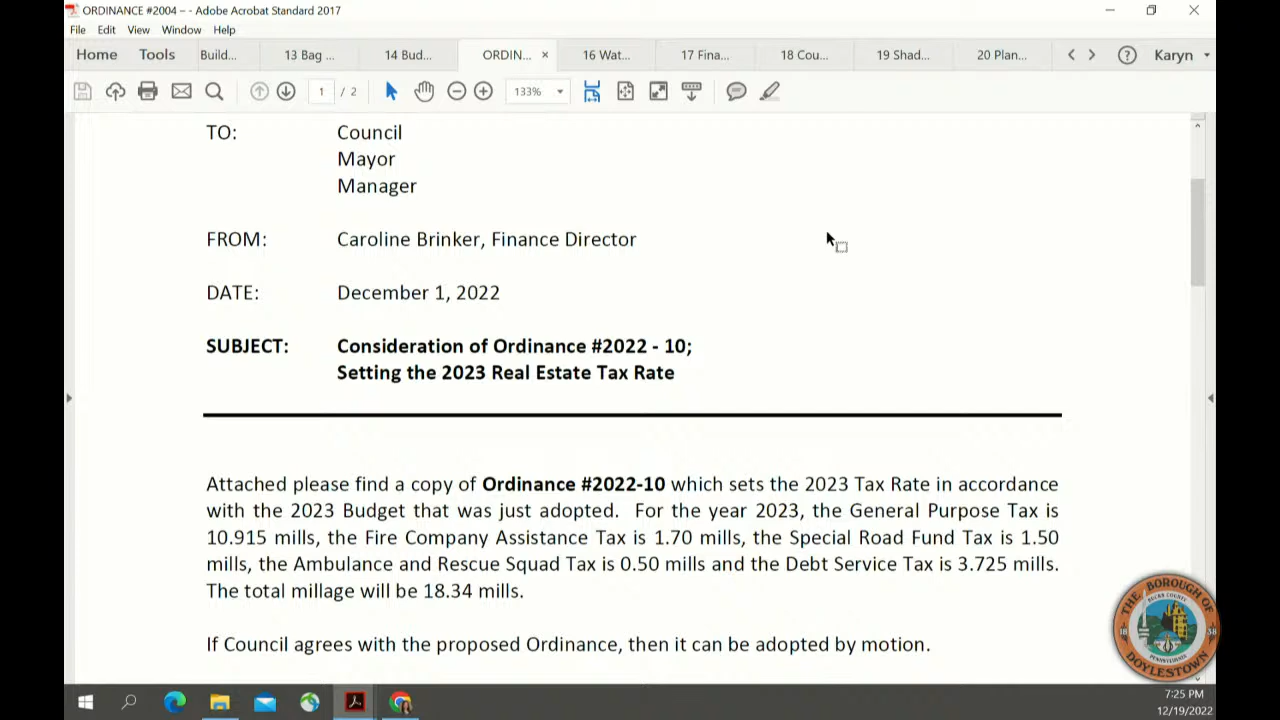 ORDINANCE #2004 – - Adobe Acrobat Standard 2017
File Edit View Window Help
Home Tools Build... 13 Bag ... 14 Bud... ORDIN... × 16 Wat... 17 Fina... 18 Cou... 19 Shad... 20 Plan... Karyn
1 / 2 133%
TO: Council
Mayor
Manager
FROM: Caroline Brinker, Finance Director
DATE: December 1, 2022
SUBJECT: Consideration of Ordinance #2022 - 10;
Setting the 2023 Real Estate Tax Rate
Attached please find a copy of Ordinance #2022-10 which sets the 2023 Tax Rate in accordance
with the 2023 Budget that was just adopted. For the year 2023, the General Purpose Tax is
10.915 mills, the Fire Company Assistance Tax is 1.70 mills, the Special Road Fund Tax is 1.50
mills, the Ambulance and Rescue Squad Tax is 0.50 mills and the Debt Service Tax is 3.725 mills.
The total millage will be 18.34 mills.
If Council agrees with the proposed Ordinance, then it can be adopted by motion.
THE BOROUGH OF
BUCKS COUNTY
18 38
PENNSYLVANIA
DOYLESTOWN
7:25 PM
12/19/2022